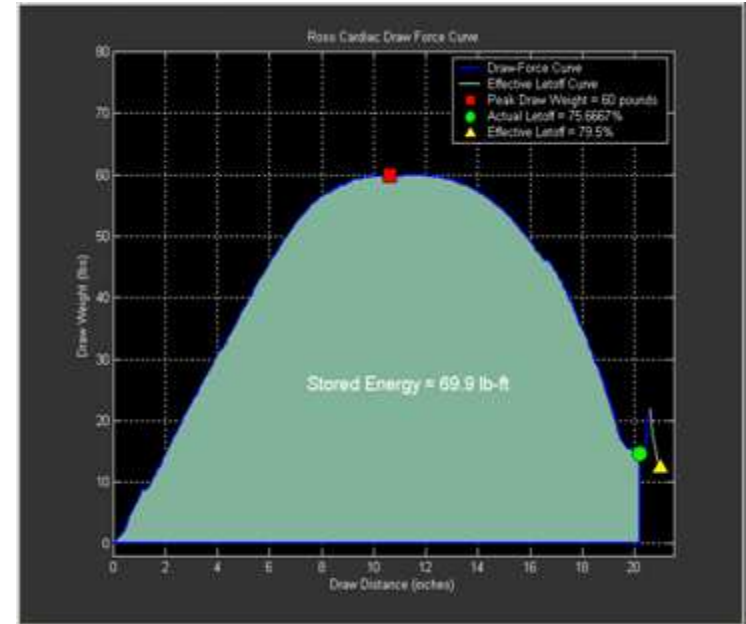 Ross Cardiac Draw Force Curve
Draw-Force Curve
Effective Letoff Curve
Peak Draw Weight = 60 pounds
Actual Letoff = 75.6667%
Effective Letoff = 79.5%
80
70
60
50
40
30
20
10
0
Draw Weight (lbs)
Stored Energy = 69.9 lb-ft
0 2 4 6 8 10 12 14 16 18 20
Draw Distance (inches)